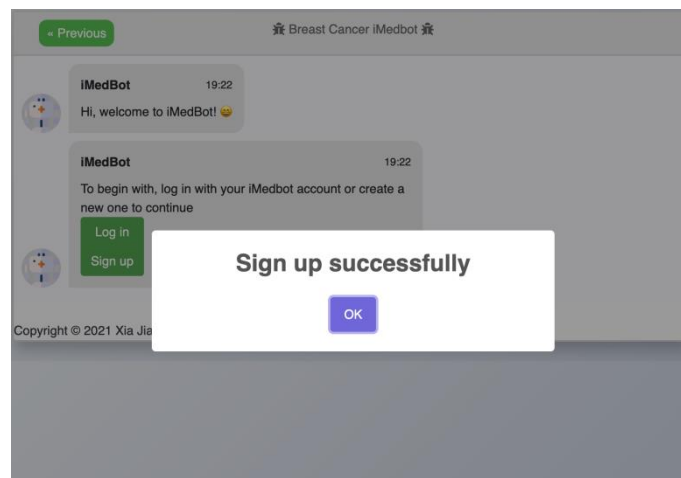 « Previous
Breast Cancer iMedbot
iMedBot 19:22
Hi, welcome to iMedBot! 😄
iMedBot 19:22
To begin with, log in with your iMedbot account or create a
new one to continue
Log in
Sign up
Sign up successfully
OK
Copyright © 2021 Xia